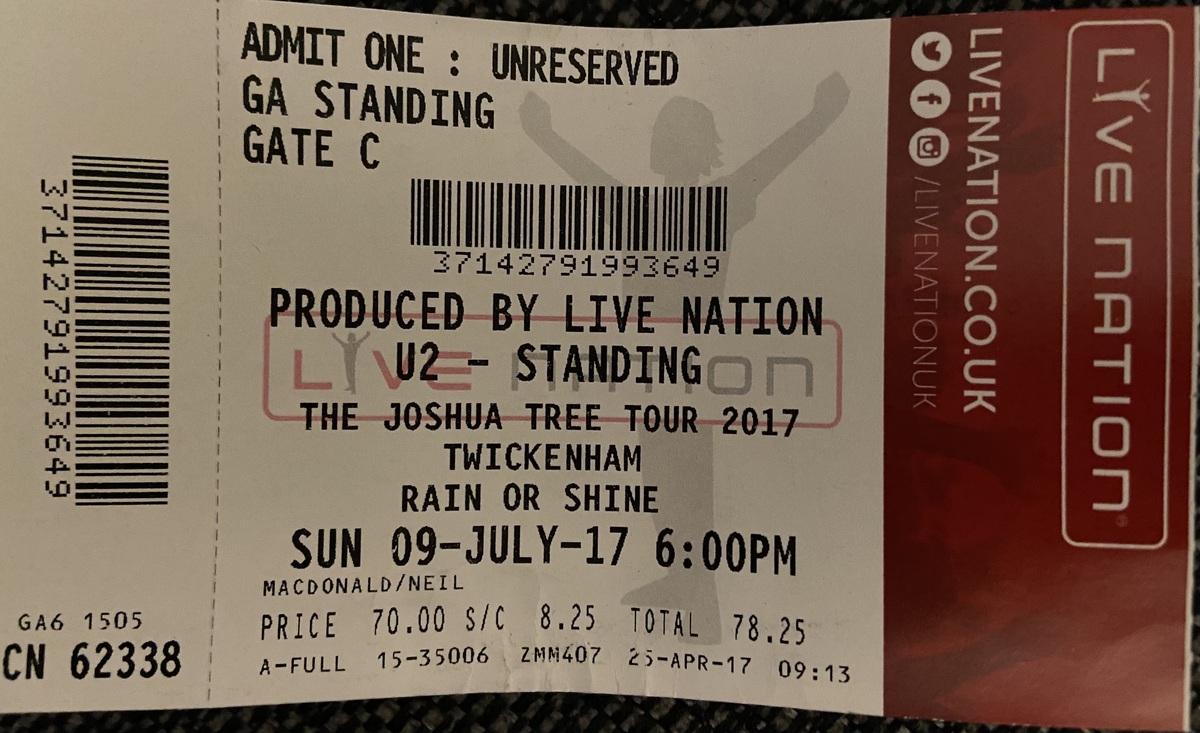 ADMIT ONE : UNRESERVED
GA STANDING
GATE C
37142791993649
PRODUCED BY LIVE NATION
U2 - STANDING
LIVE NATION
THE JOSHUA TREE TOUR 2017
TWICKENHAM
RAIN OR SHINE
SUN 09-JULY-17 6:00PM
MACDONALD/NEIL
PRICE 70.00 S/C 8.25 TOTAL 78.25
A-FULL 15-35006 ZMM407 25-APR-17 09:13
37142791993649
GA6 1505
CN 62338
LIVE NATION®
LIVENATION.CO.UK
/LIVENATIONUK